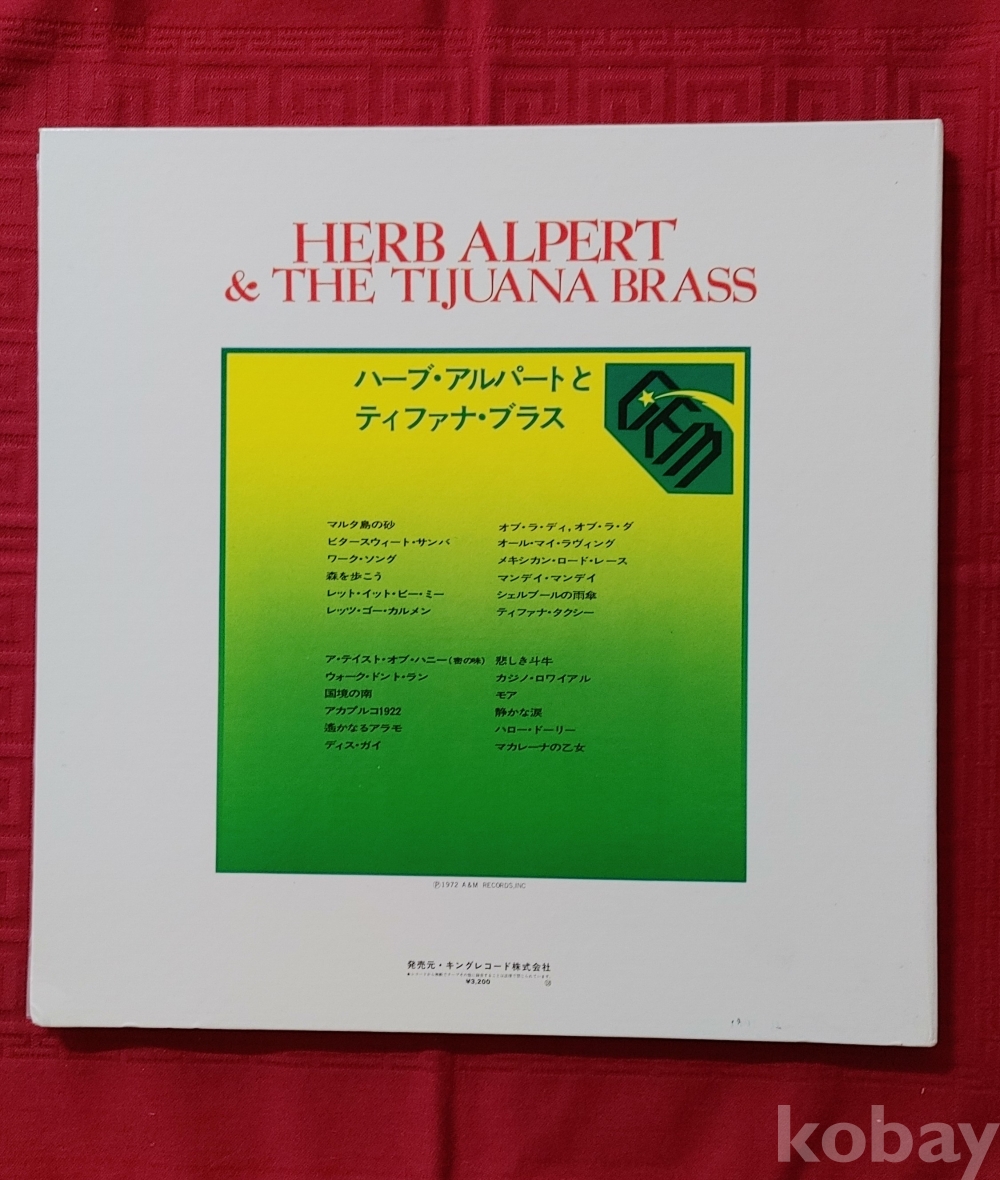 HERB ALPERT
& THE TIJUANA BRASS
ハーブ・アルパートと
ティファナ・ブラス
GEM
マルタ島の砂
ビタースウィート・サンバ
ワーク・ソング
森を歩こう
レット・イット・ビー・ミー
レッツ・ゴー・カルメン
オブ・ラ・ディ,オブ・ラ・ダ
オール・マイ・ラヴィング
メキシカン・ロード・レース
マンデイ・マンデイ
シェルブールの雨傘
ティファナ・タクシー
ア・テイスト・オブ・ハニー(蜜の味)
ウォーク・ドント・ラン
国境の南
アカプルコ1922
遥かなるアラモ
ディス・ガイ
悲しき斗牛
カジノ・ロワイアル
モア
静かな涙
ハロー・ドーリー
マカレーナの乙女
Ⓟ1972 A&M RECORDS,INC
発売元・キングレコード株式会社
¥3,200
kobay